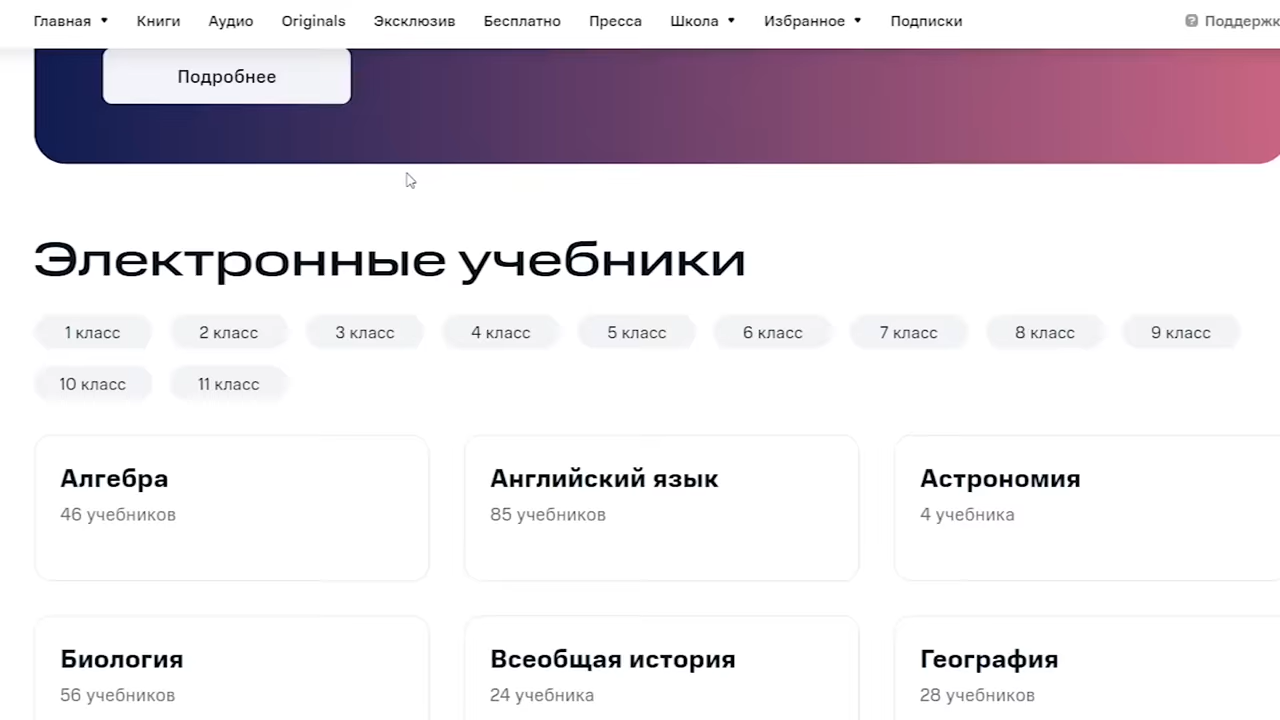 Главная Книги Аудио Originals Эксклюзив Бесплатно Пресса Школа Избранное Подписки
Подробнее
Электронные учебники
1 класс 2 класс 3 класс 4 класс 5 класс 6 класс 7 класс 8 класс 9 класс
10 класс 11 класс
Алгебра Английский язык Астрономия
46 учебников 85 учебников 4 учебника
Биология Всеобщая история География
56 учебников 24 учебника 28 учебников